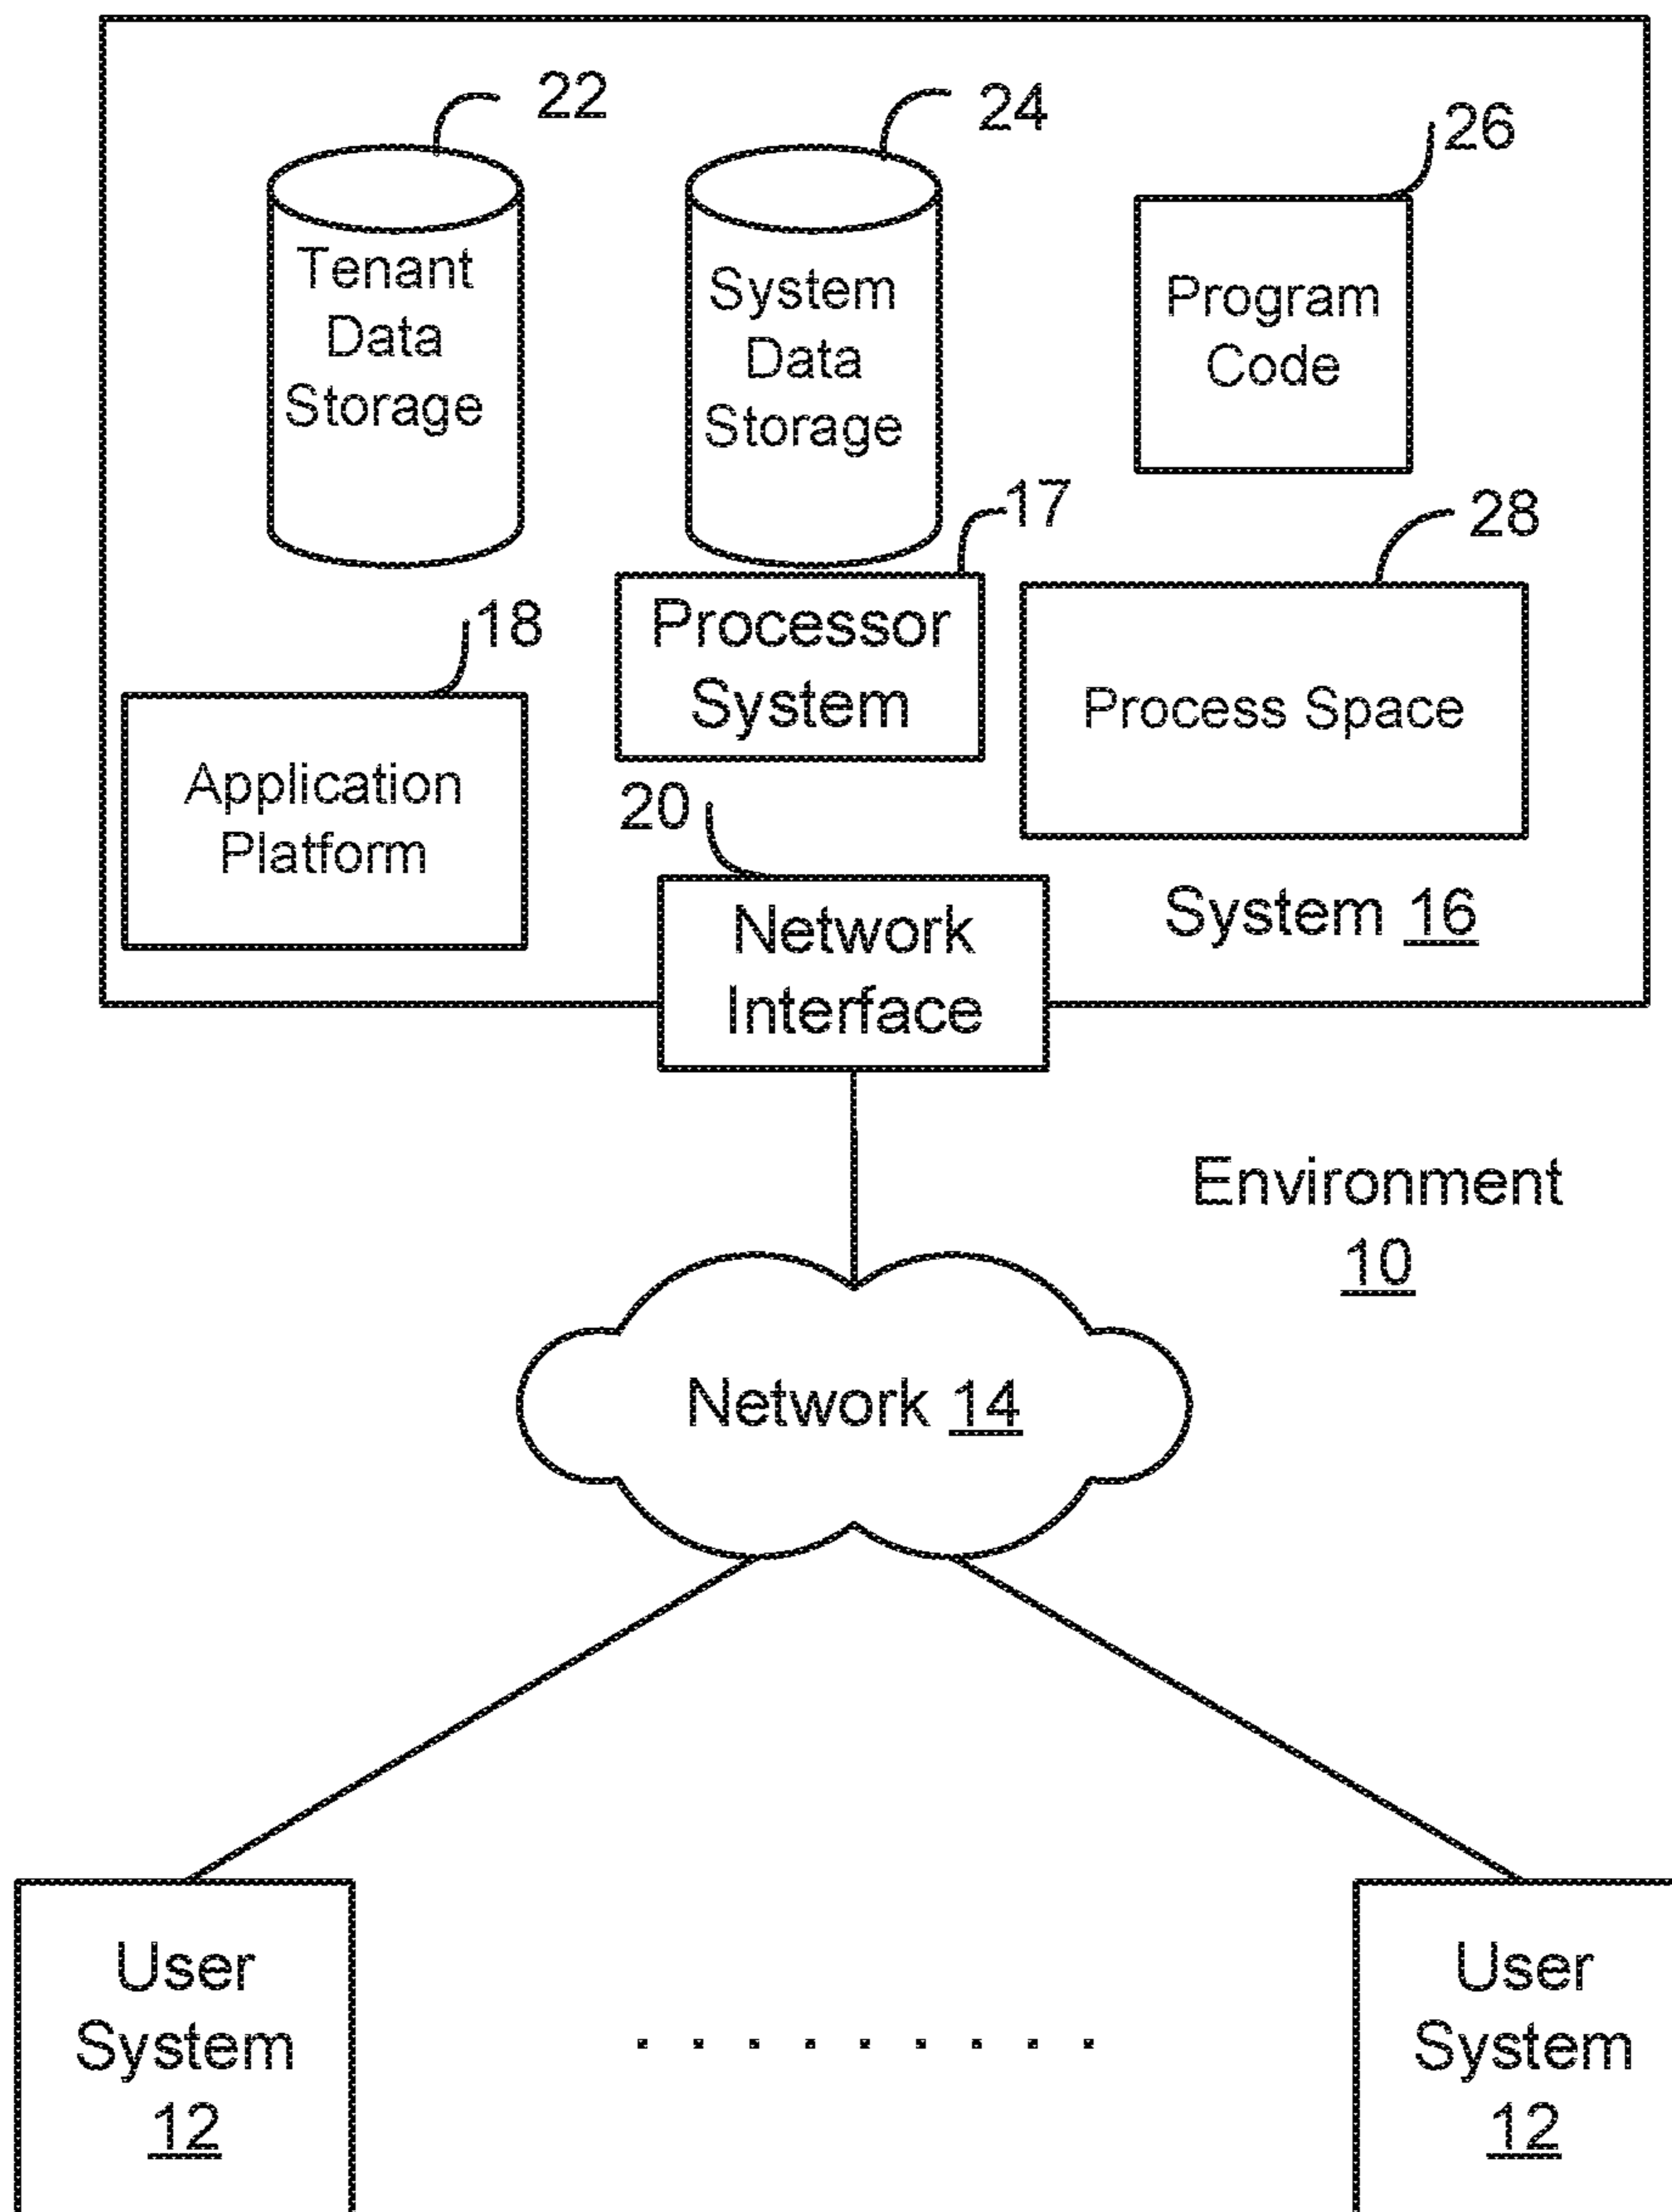 22
24
26
Tenant
Data
Storage
System
Data
Storage
Program
Code
17
28
18
Processor
System
Process Space
Application
Platform
20
Network
Interface
System 16
Environment
10
Network 14
User
System
12
User
System
12